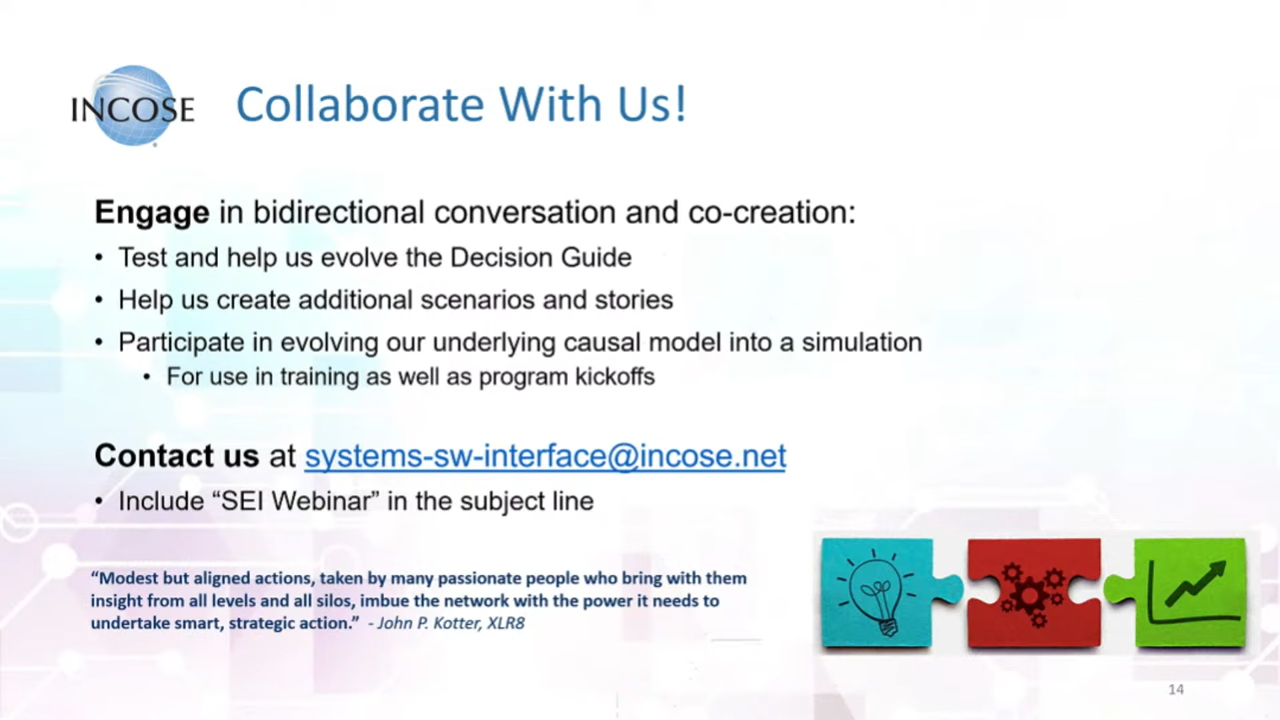 INCOSE
Collaborate With Us!
Engage in bidirectional conversation and co-creation:
• Test and help us evolve the Decision Guide
• Help us create additional scenarios and stories
• Participate in evolving our underlying causal model into a simulation
• For use in training as well as program kickoffs
Contact us at systems-sw-interface@incose.net
• Include “SEI Webinar” in the subject line
“Modest but aligned actions, taken by many passionate people who bring with them
insight from all levels and all silos, imbue the network with the power it needs to
undertake smart, strategic action.” - John P. Kotter, XLR8
14